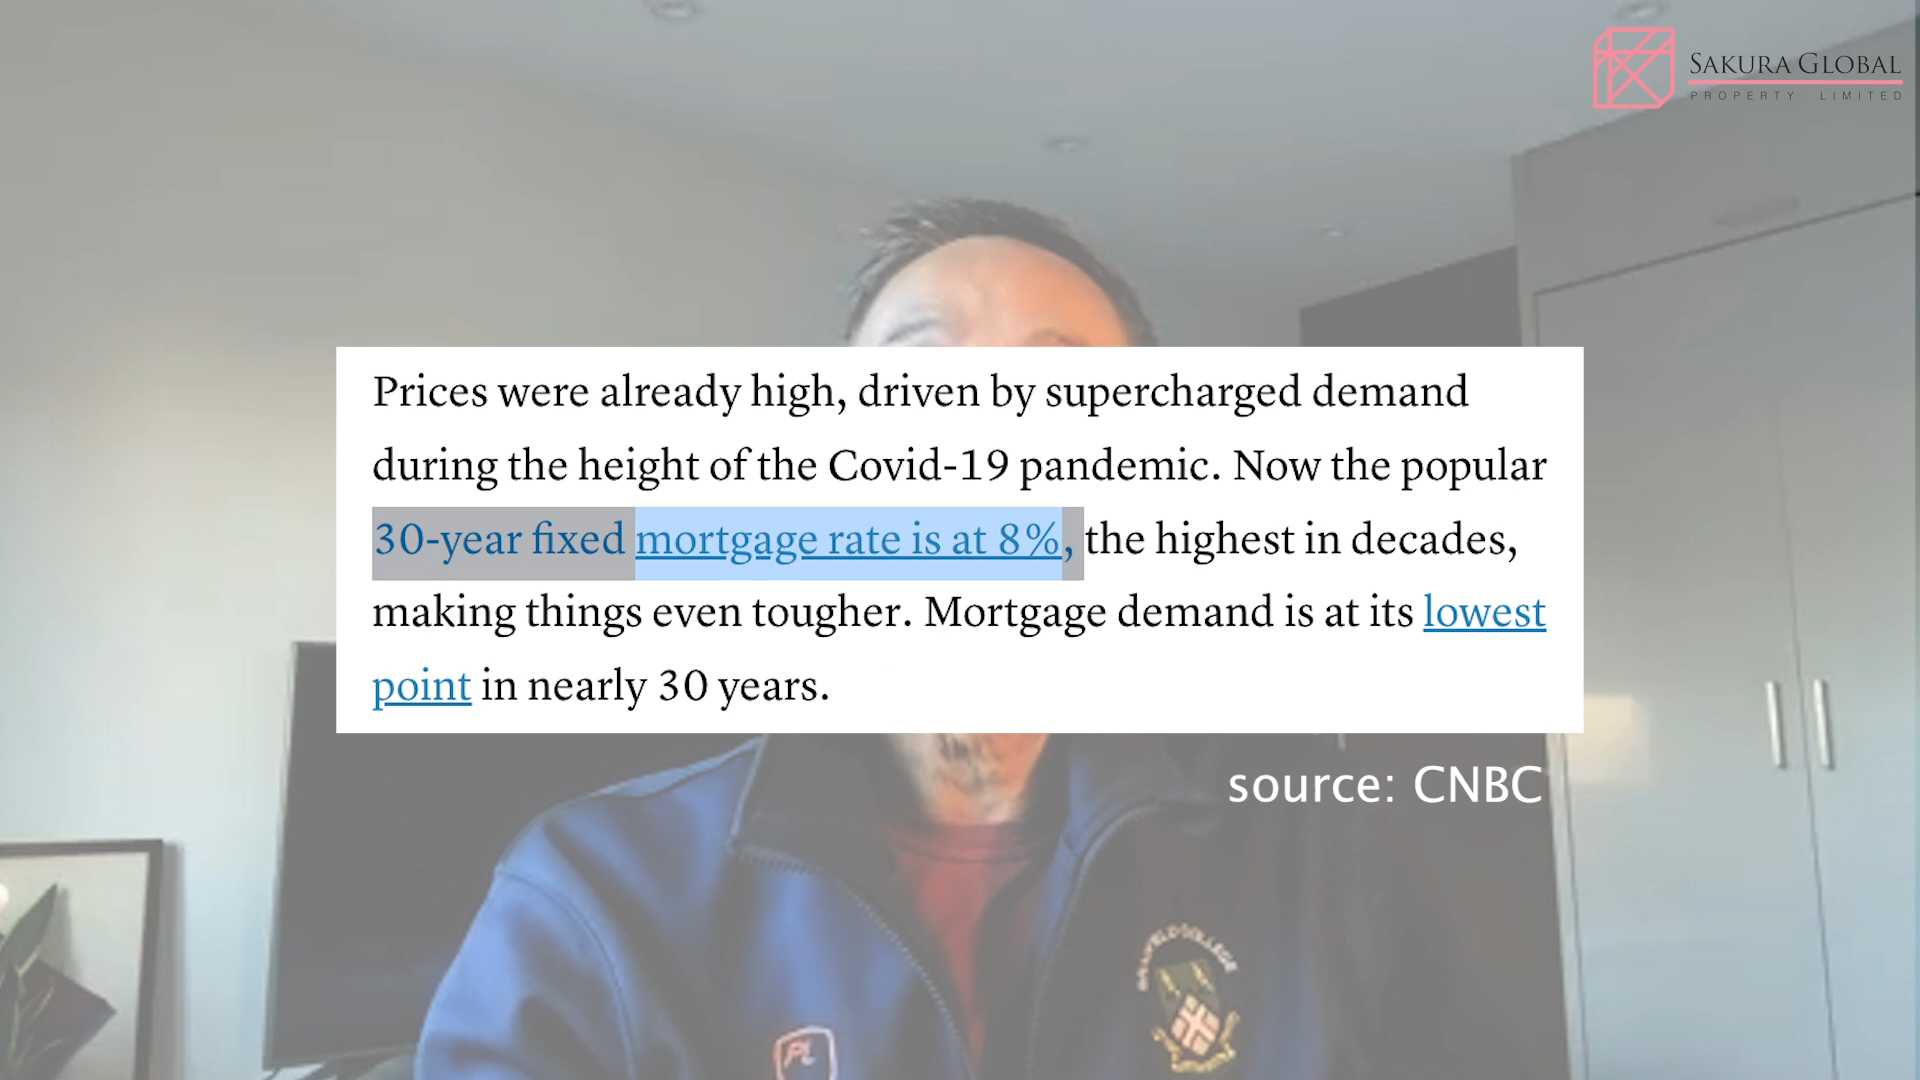 SAKURA GLOBAL
PROPERTY LIMITED
Prices were already high, driven by supercharged demand
during the height of the Covid-19 pandemic. Now the popular
30-year fixed mortgage rate is at 8%, the highest in decades,
making things even tougher. Mortgage demand is at its lowest
point in nearly 30 years.
source: CNBC